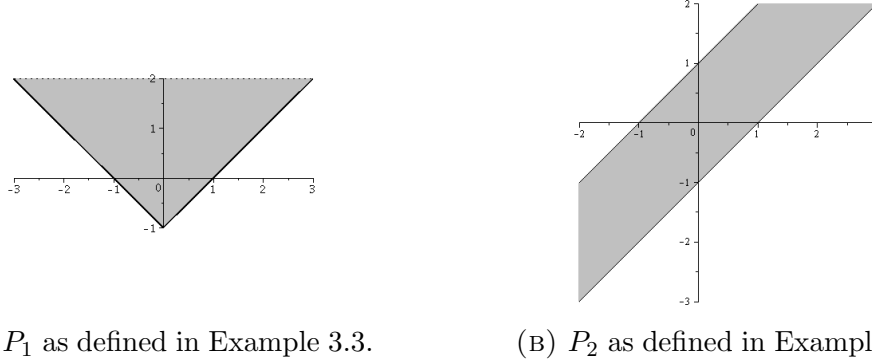 2
1
-3 -2 -1 0 1 2 3
-1
2
1
-2 -1 0 1 2
-1
-2
-3
P1 as defined in Example 3.3.
(B) P2 as defined in Exampl